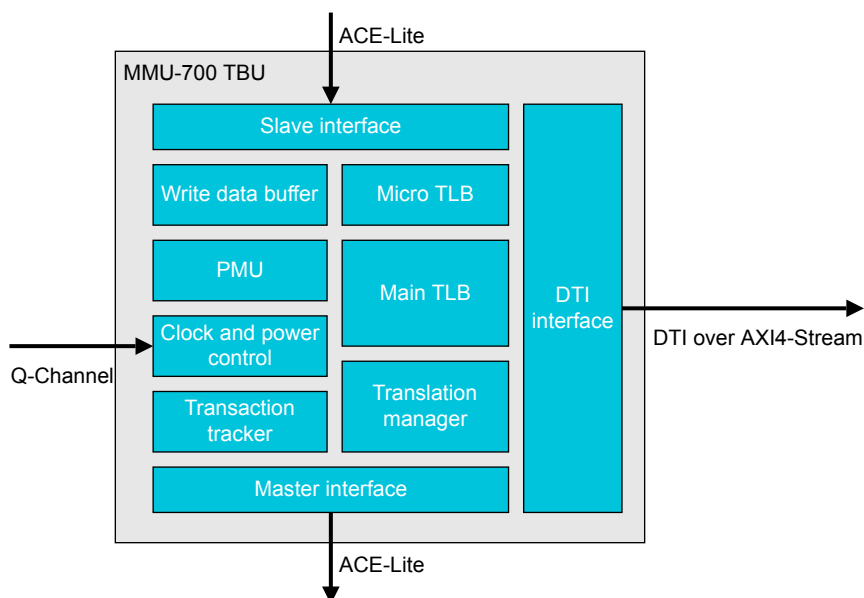 ACE-Lite
MMU-700 TBU
Slave interface
Write data buffer
Micro TLB
PMU
Main TLB
DTI
interface
DTI over AXI4-Stream
Clock and power
control
Q-Channel
Translation
manager
Transaction
tracker
Master interface
ACE-Lite